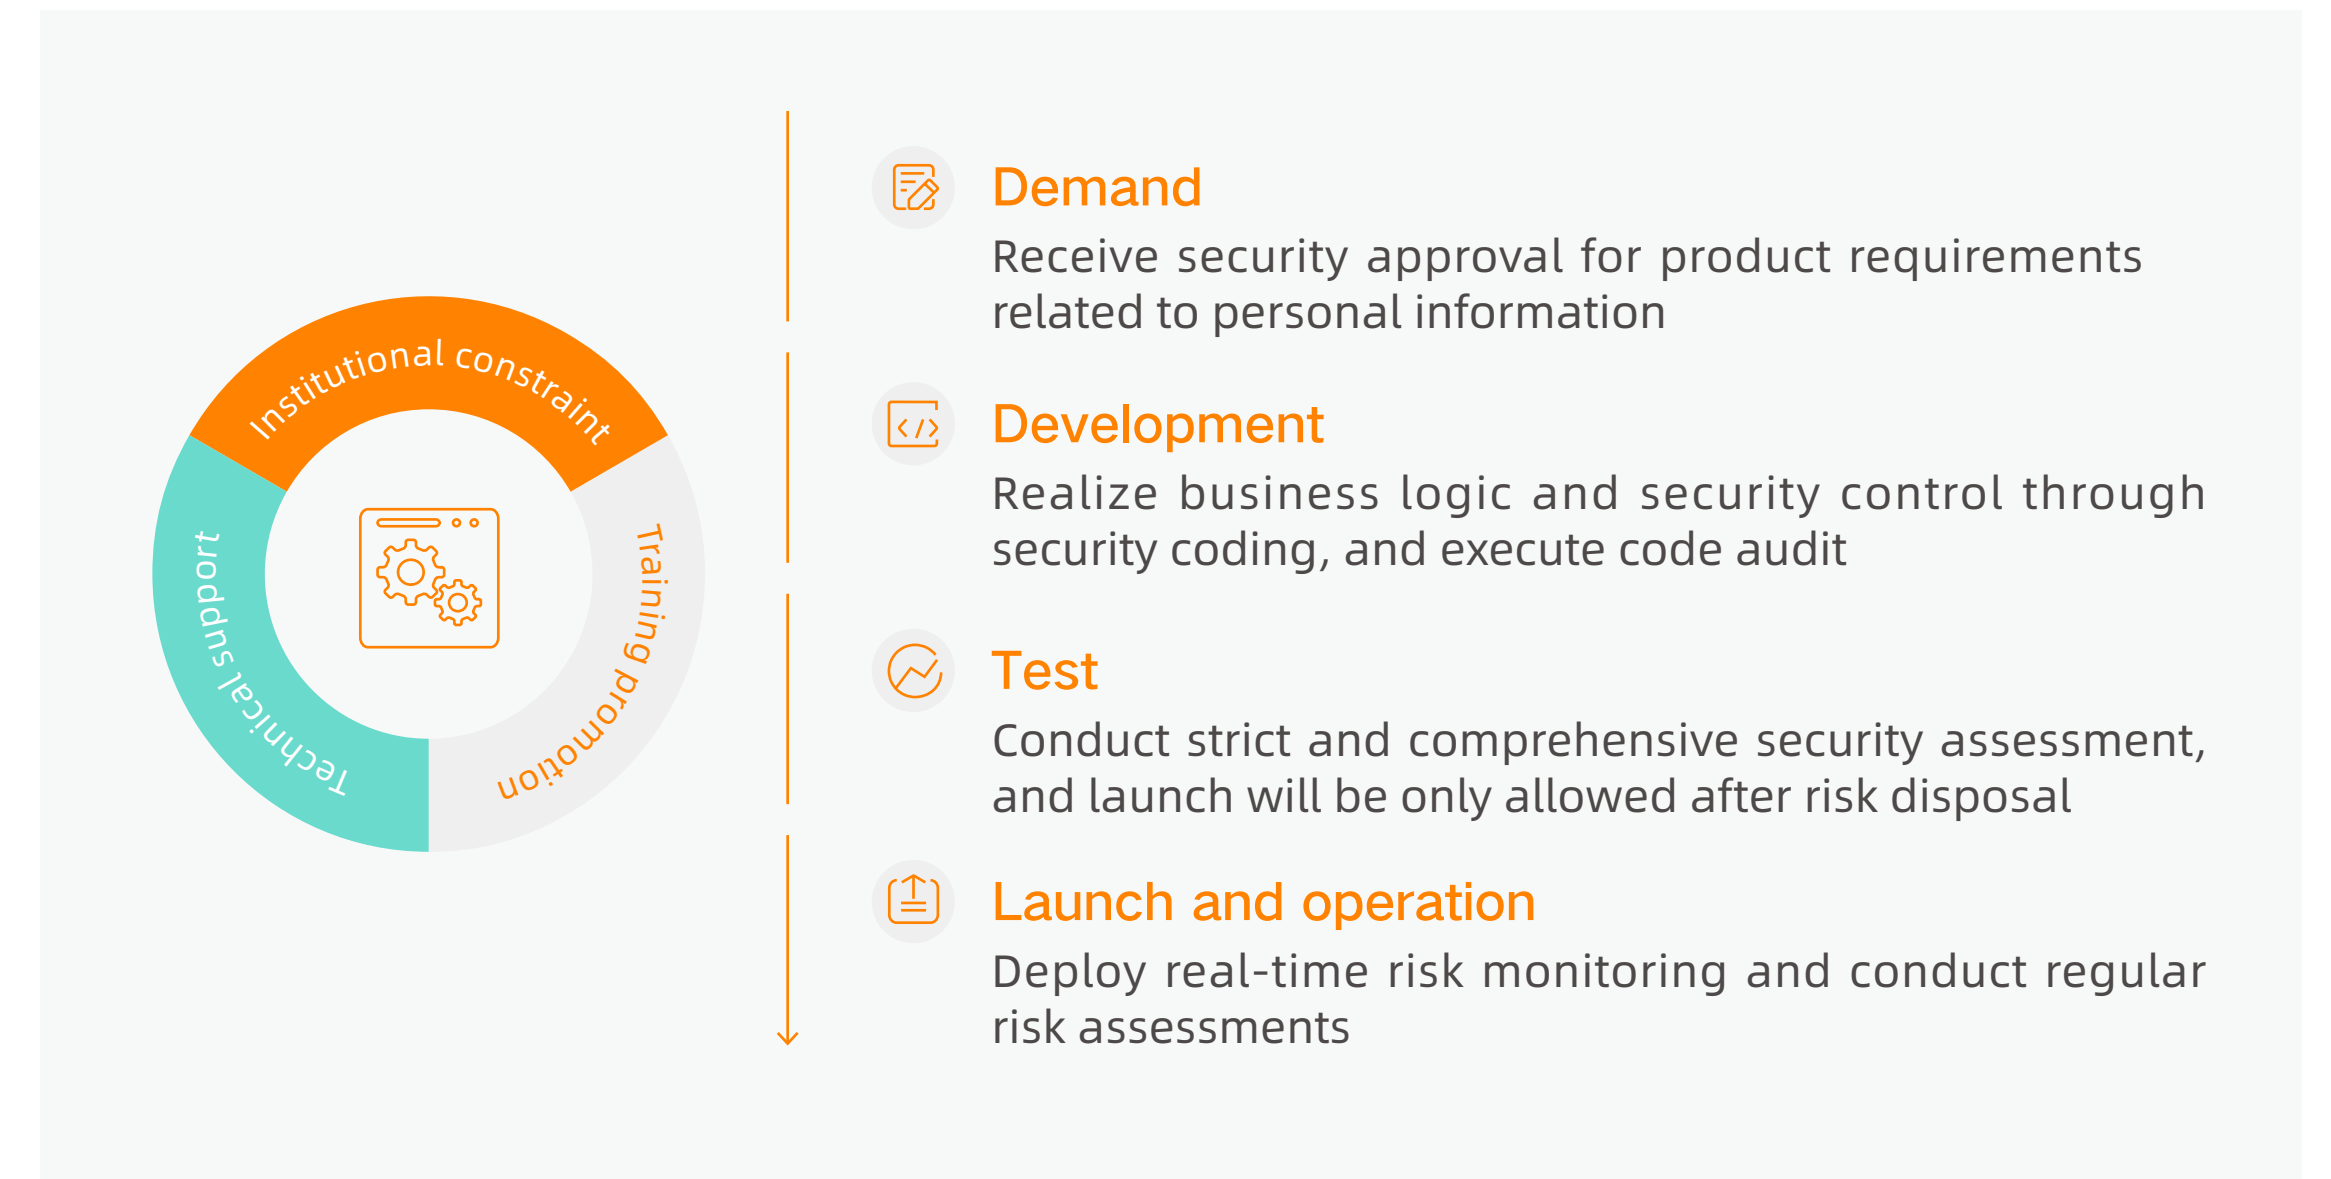 Institutional constraint
Technical support
Training promotion
Demand
Receive security approval for product requirements
related to personal information
Development
Realize business logic and security control through
security coding, and execute code audit
Test
Conduct strict and comprehensive security assessment,
and launch will be only allowed after risk disposal
Launch and operation
Deploy real-time risk monitoring and conduct regular
risk assessments